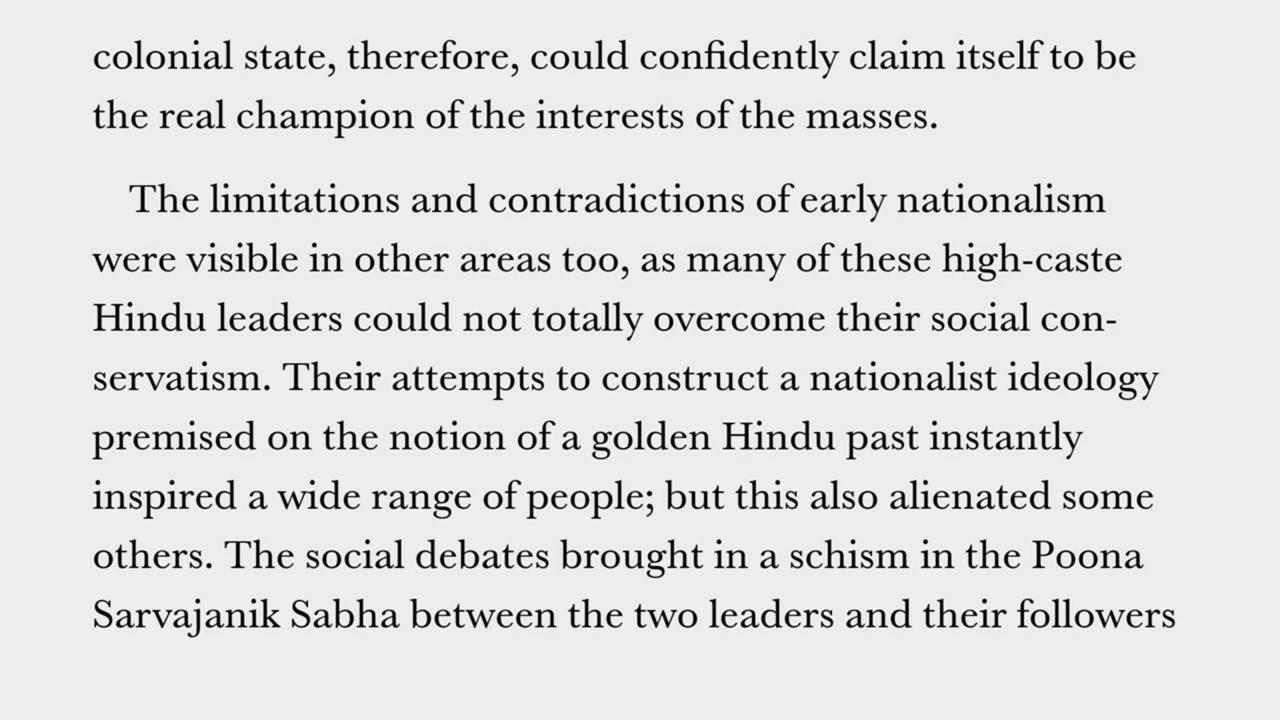 colonial state, therefore, could confidently claim itself to be
the real champion of the interests of the masses.
The limitations and contradictions of early nationalism
were visible in other areas too, as many of these high-caste
Hindu leaders could not totally overcome their social con-
servatism. Their attempts to construct a nationalist ideology
premised on the notion of a golden Hindu past instantly
inspired a wide range of people; but this also alienated some
others. The social debates brought in a schism in the Poona
Sarvajanik Sabha between the two leaders and their followers